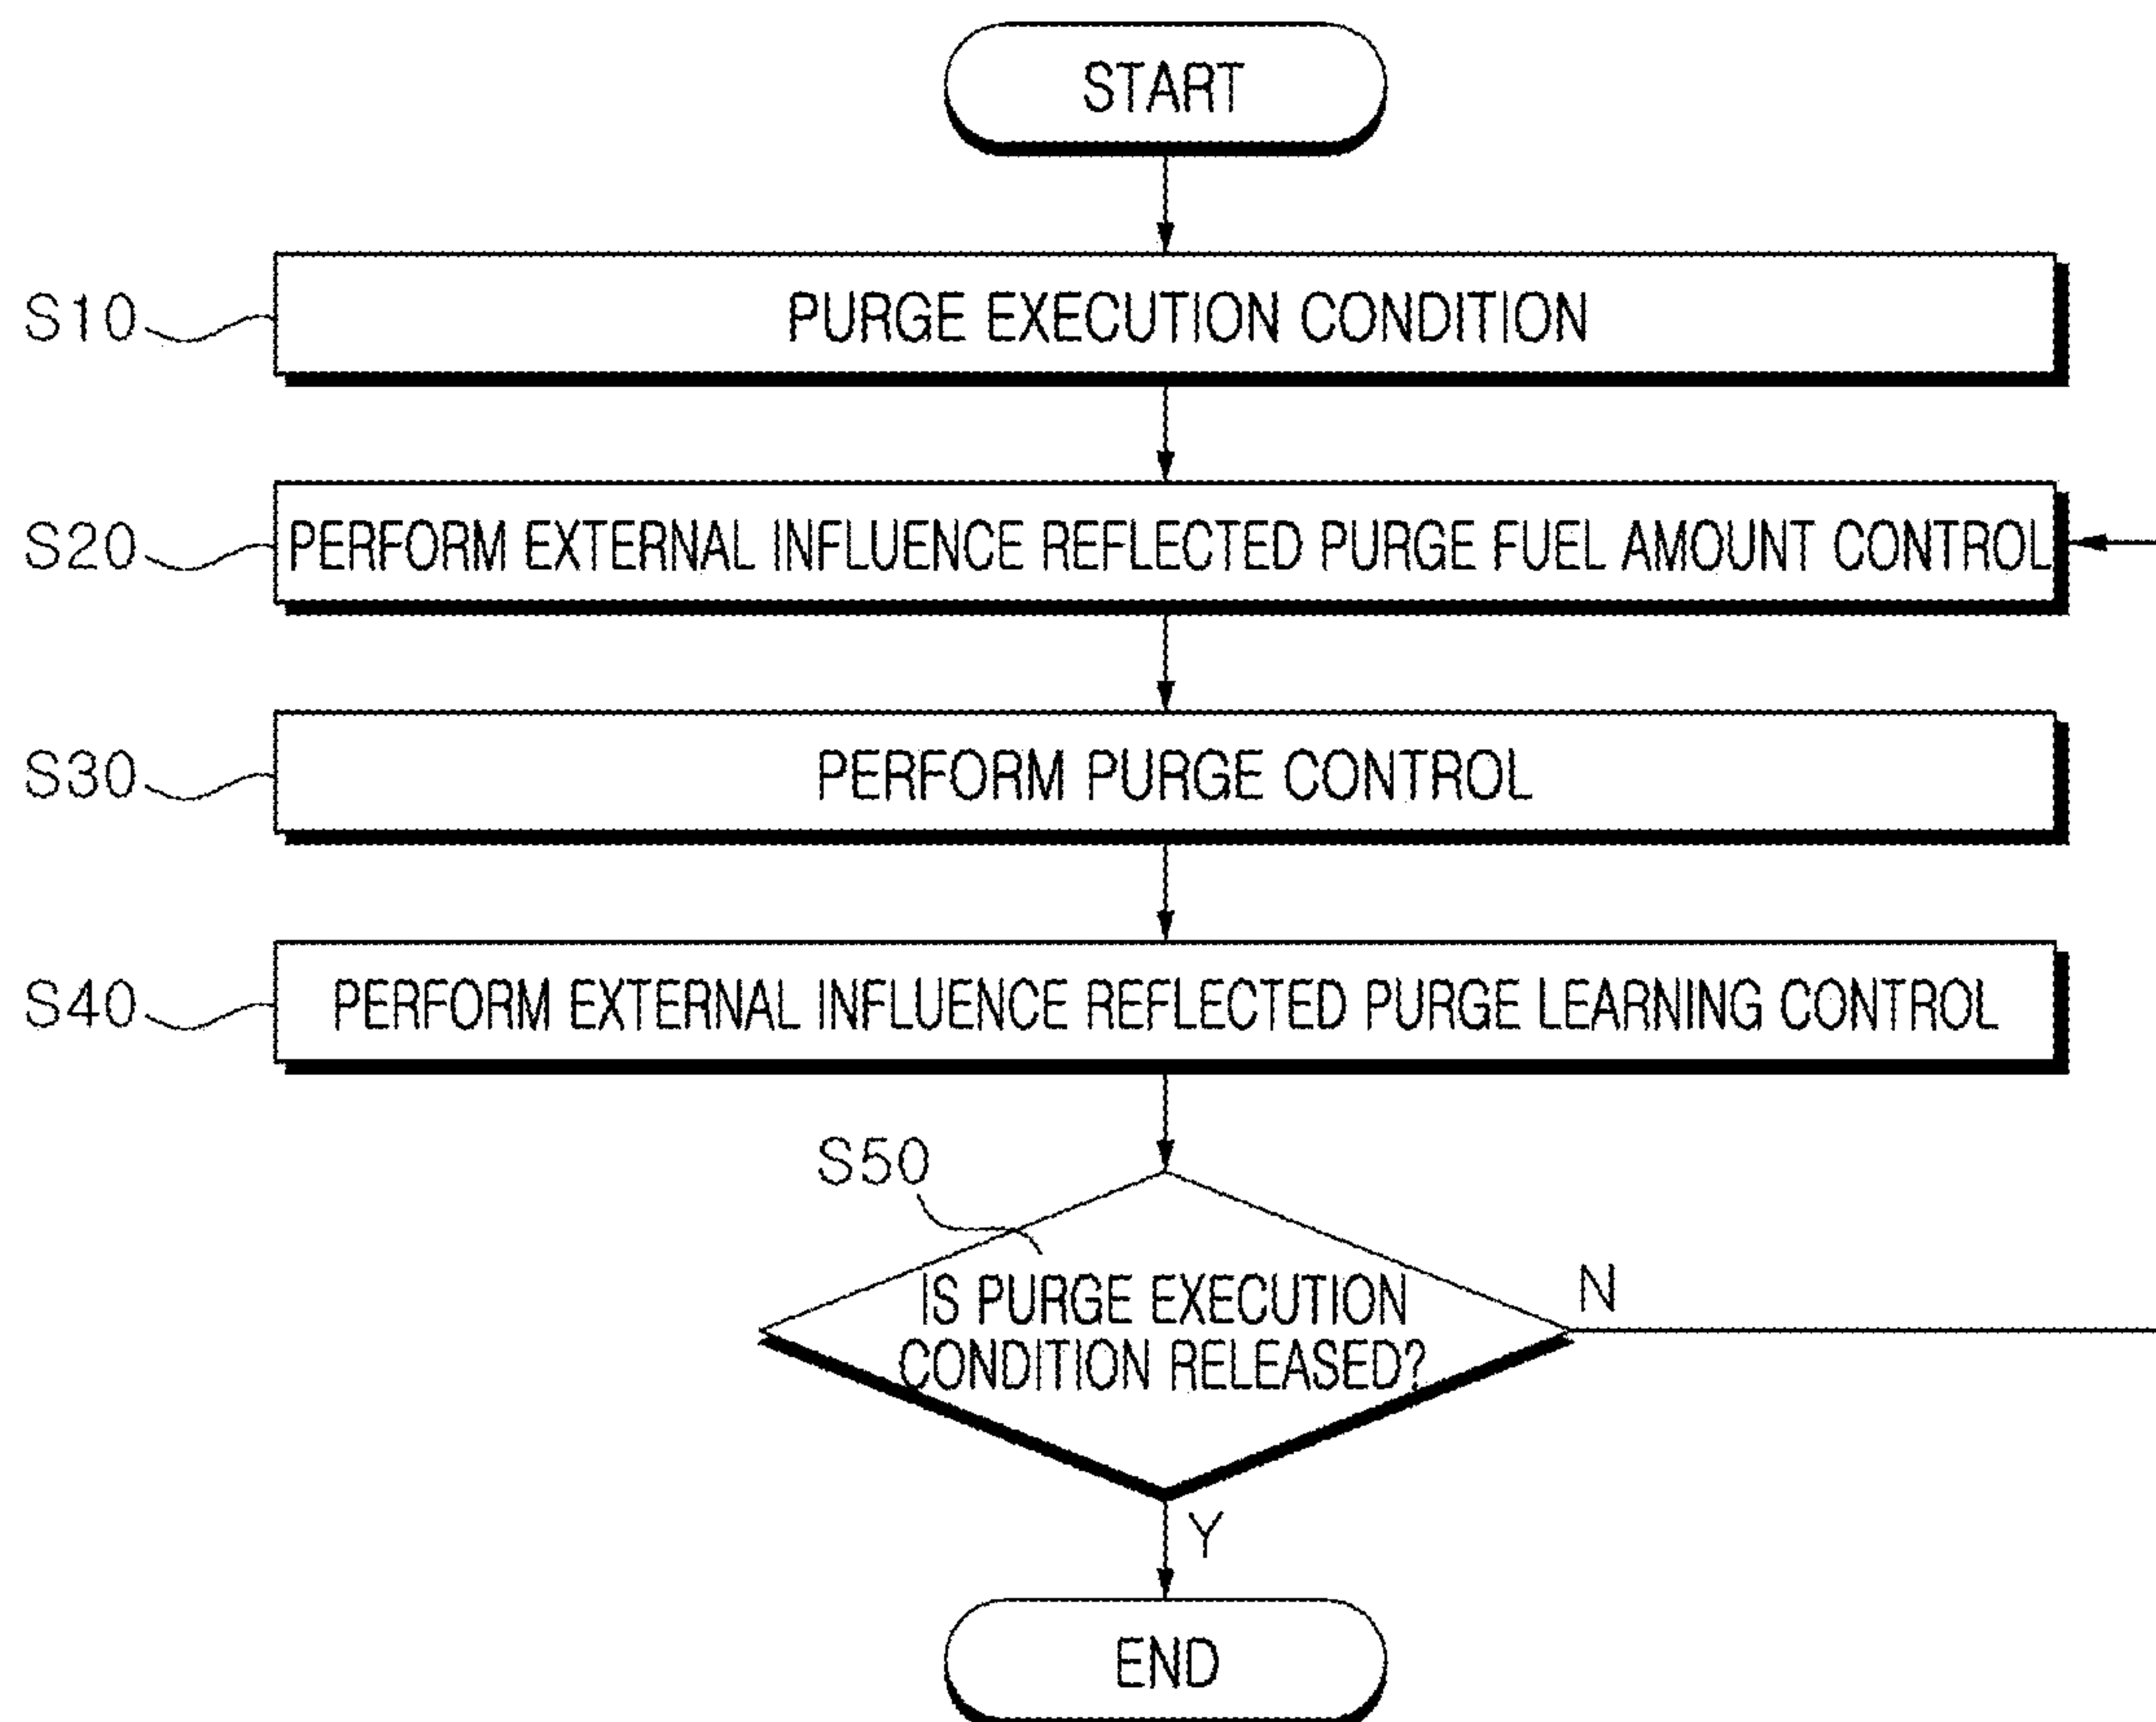 START
S10
PURGE EXECUTION CONDITION
S20
PERFORM EXTERNAL INFLUENCE REFLECTED PURGE FUEL AMOUNT CONTROL
S30
PERFORM PURGE CONTROL
S40
PERFORM EXTERNAL INFLUENCE REFLECTED PURGE LEARNING CONTROL
S50
IS PURGE EXECUTION
CONDITION RELEASED?
N
Y
END